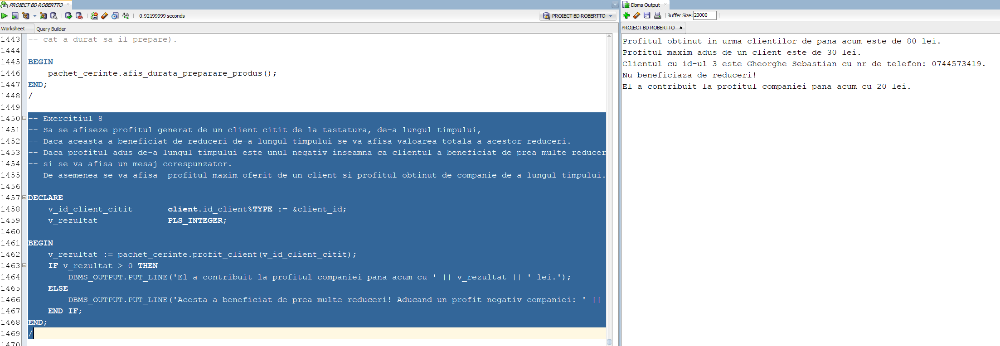 PROIECT BD ROBERTTO
0.92199999 seconds
PROIECT BD ROBERTTO
Worksheet
Query Builder
1443 -- cat a durat sa il prepare).
1444
1445 BEGIN
1446 pachet_cerinte.afis_durata_preparare_produs();
1447 END;
1448 /
1449
1450 -- Exercitiul 8
1451 -- Sa se afiseze profitul generat de un client citit de la tastatura, de-a lungul timpului,
1452 -- Daca aceasta a beneficiat de reduceri de-a lungul timpului se va afisa valoarea totala a acestor reduceri.
1453 -- Daca profitul adus de-a lungul timpului este unul negativ inseamna ca clientul a beneficiat de prea multe reducer
1454 -- si se va afisa un mesaj corespunzator.
1455 -- De asemenea se va afisa  profitul maxim oferit de un client si profitul obtinut de companie de-a lungul timpului.
1456
1457 DECLARE
1458 v_id_client_citit client.id_client%TYPE := &client_id;
1459 v_rezultat PLS_INTEGER;
1460
1461 BEGIN
1462 v_rezultat := pachet_cerinte.profit_client(v_id_client_citit);
1463 IF v_rezultat > 0 THEN
1464 DBMS_OUTPUT.PUT_LINE('El a contribuit la profitul companiei pana acum cu ' || v_rezultat || ' lei.');
1465 ELSE
1466 DBMS_OUTPUT.PUT_LINE('Acesta a beneficiat de prea multe reduceri! Aducand un profit negativ companiei: ' ||
1467 END IF;
1468 END;
1469 /
1470
Dbms Output
Buffer Size: 20000
PROIECT BD ROBERTTO
Profitul obtinut in urma clientilor de pana acum este de 80 lei.
Profitul maxim adus de un client este de 30 lei.
Clientul cu id-ul 3 este Gheorghe Sebastian cu nr de telefon: 0744573419.
Nu beneficiaza de reduceri!
El a contribuit la profitul companiei pana acum cu 20 lei.